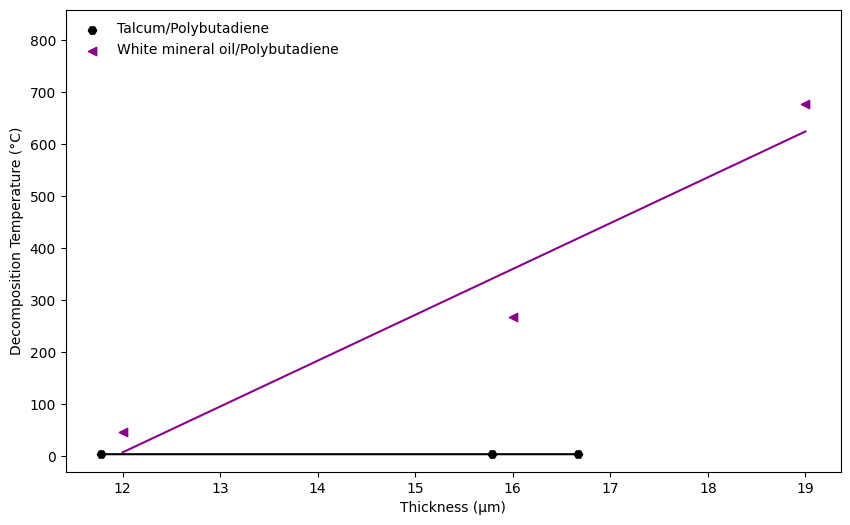 Talcum/Polybutadiene
White mineral oil/Polybutadiene
Decomposition Temperature (°C)
800
700
600
500
400
300
200
100
0
12 13 14 15 16 17 18 19
Thickness (μm)